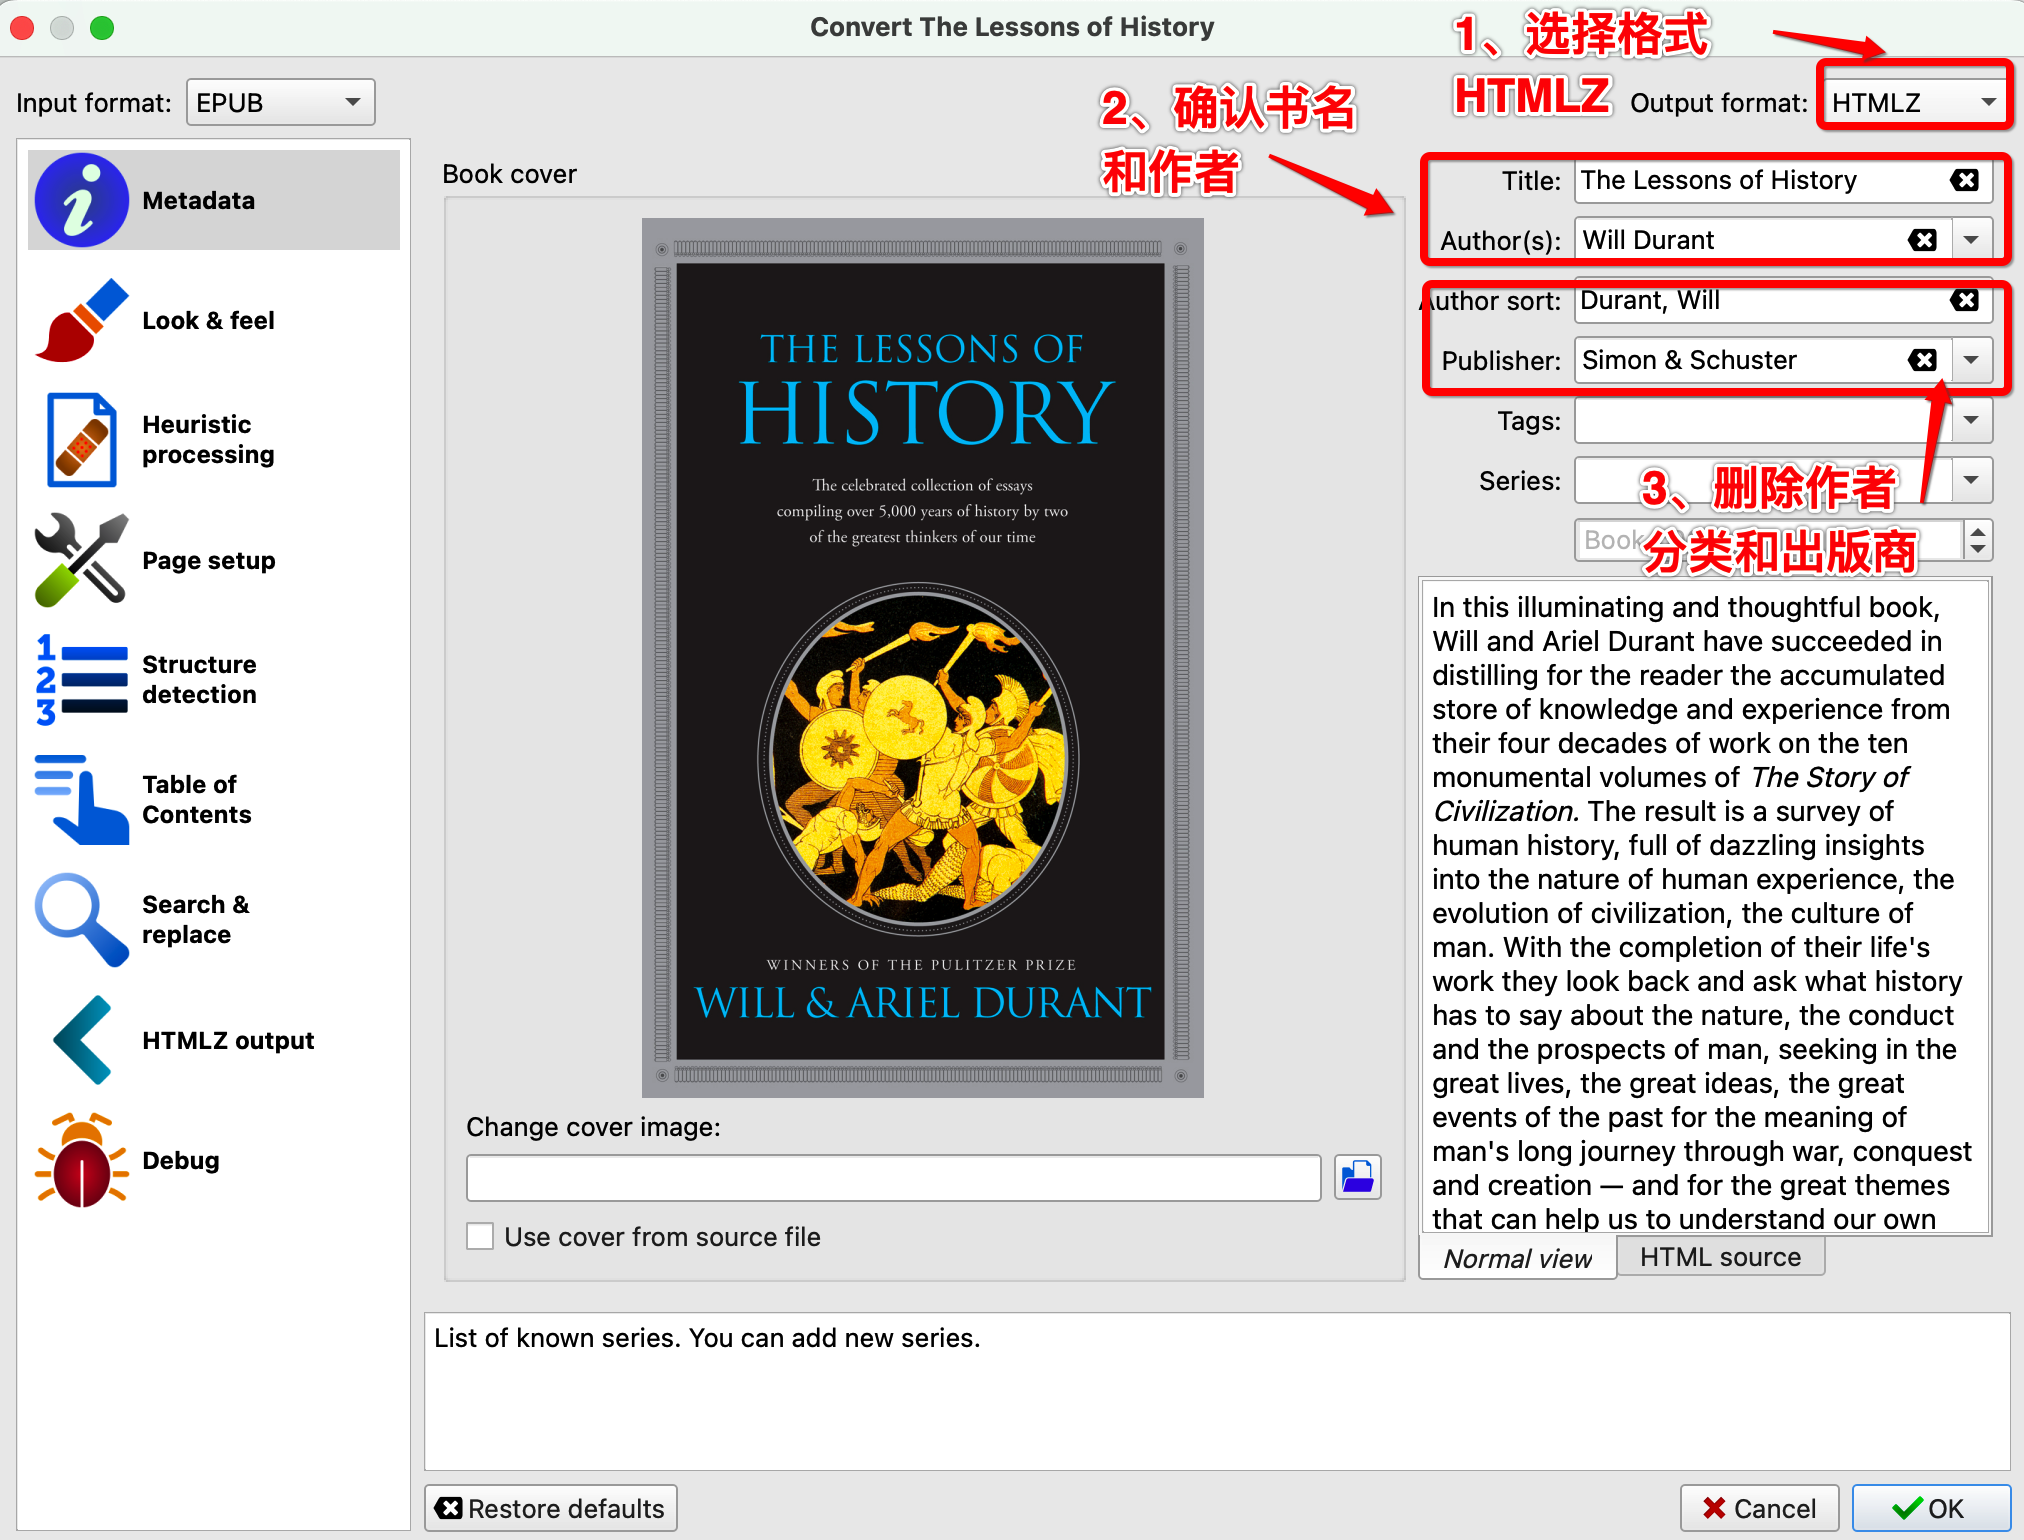 Convert The Lessons of History
1、选择格式
HTMLZ
Input format:
EPUB
Output format:
HTMLZ
2、确认书名
和作者
Metadata
Look & feel
Heuristic
processing
Page setup
1
2
3
Structure
detection
Table of
Contents
Search &
replace
HTMLZ output
Debug
Book cover
THE LESSONS OF
HISTORY
The celebrated collection of essays
compiling over 5,000 years of history by two
of the greatest thinkers of our time
WINNERS OF THE PULITZER PRIZE
WILL & ARIEL DURANT
Change cover image:
Use cover from source file
Title: The Lessons of History
Author(s): Will Durant
Author sort: Durant, Will
Publisher: Simon & Schuster
Tags:
Series:
3、删除作者
分类和出版商
Book
In this illuminating and thoughtful book,
Will and Ariel Durant have succeeded in
distilling for the reader the accumulated
store of knowledge and experience from
their four decades of work on the ten
monumental volumes of The Story of
Civilization. The result is a survey of
human history, full of dazzling insights
into the nature of human experience, the
evolution of civilization, the culture of
man. With the completion of their life's
work they look back and ask what history
has to say about the nature, the conduct
and the prospects of man, seeking in the
great lives, the great ideas, the great
events of the past for the meaning of
man's long journey through war, conquest
and creation — and for the great themes
that can help us to understand our own
Normal view
HTML source
List of known series. You can add new series.
Restore defaults
Cancel
OK